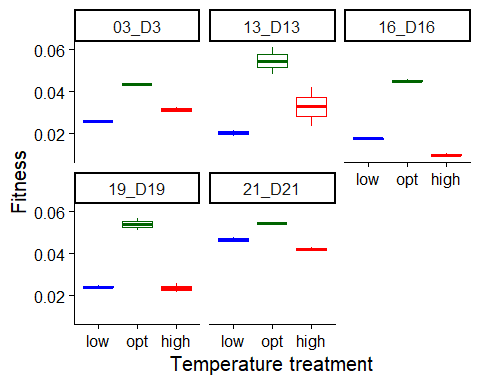 03_D3 13_D13 16_D16
0.06
0.04
0.02
low opt high
19_D19 21_D21
0.06
0.04
0.02
low opt high low opt high
Temperature treatment
Fitness